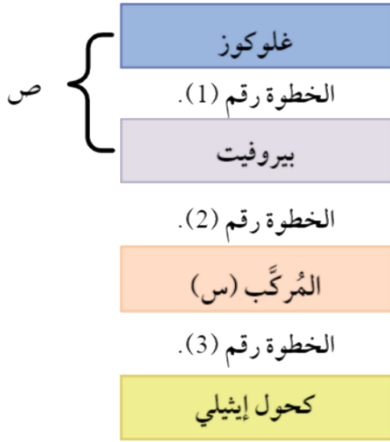 غلوكوز
ص
الخطوة رقم (1).
بيروفيت
الخطوة رقم (2).
المُركَّب (س)
الخطوة رقم (3).
كحول إيثيلي